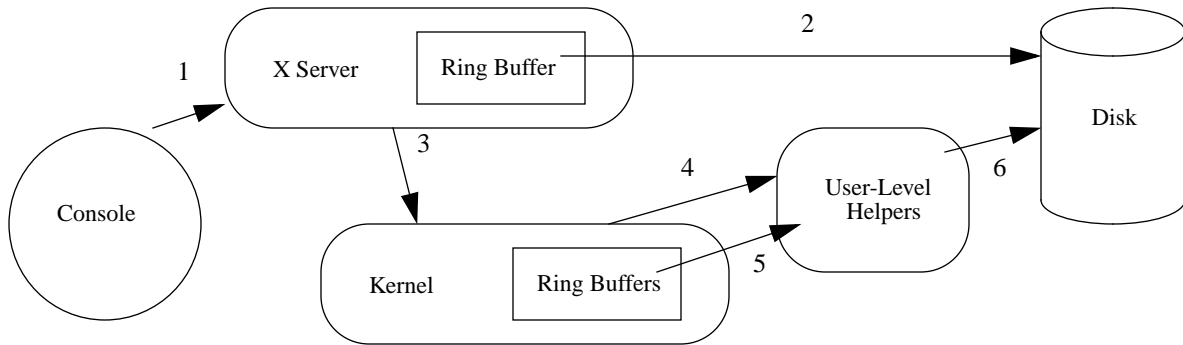 2
1
X Server
Ring Buffer
Disk
3
4
6
User-Level
Helpers
Console
5
Kernel
Ring Buffers